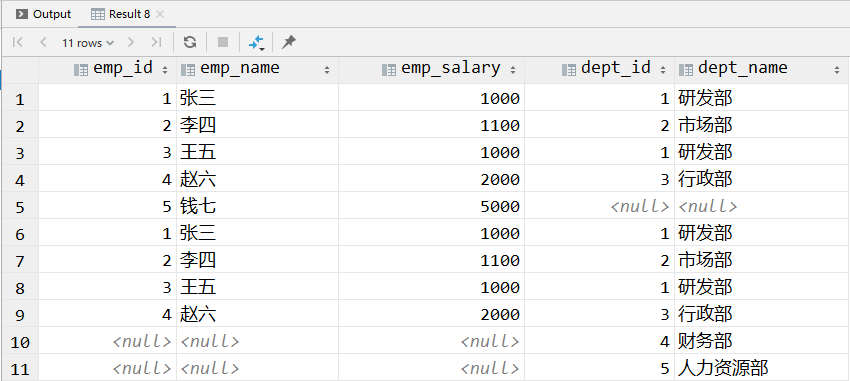 Output Result 8
11 rows
emp_id emp_name emp_salary dept_id dept_name
1 1 张三 1000 1 研发部
2 2 李四 1100 2 市场部
3 3 王五 1000 1 研发部
4 4 赵六 2000 3 行政部
5 5 钱七 5000 <null> <null>
6 1 张三 1000 1 研发部
7 2 李四 1100 2 市场部
8 3 王五 1000 1 研发部
9 4 赵六 2000 3 行政部
10 <null> <null> <null> 4 财务部
11 <null> <null> <null> 5 人力资源部